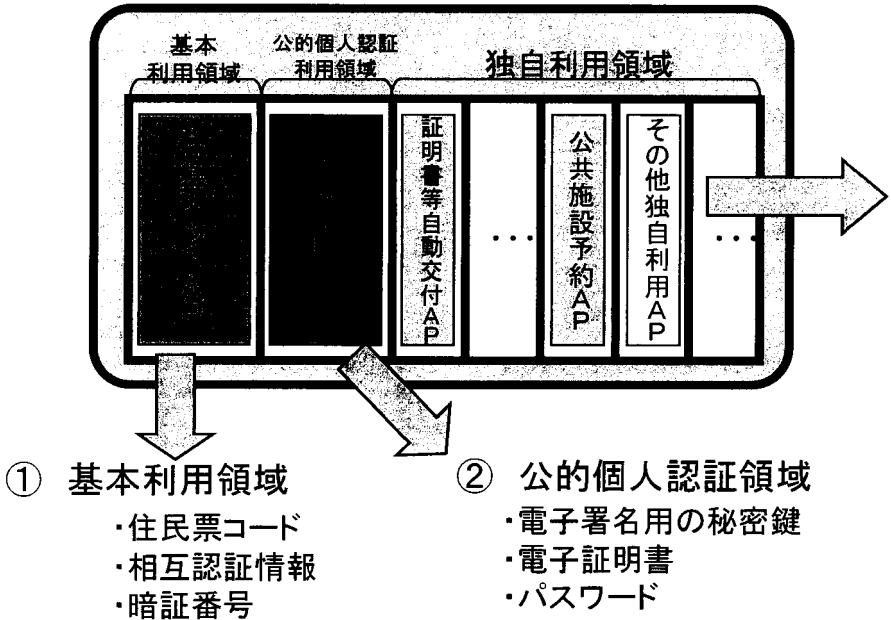 基本
利用領域
公的個人認証
利用領域
独自利用領域
証明書等自動交付AP
・・・
公共施設予約AP
その他独自利用AP
・・・
① 基本利用領域
・住民票コード
・相互認証情報
・暗証番号
② 公的個人認証領域
・電子署名用の秘密鍵
・電子証明書
・パスワード